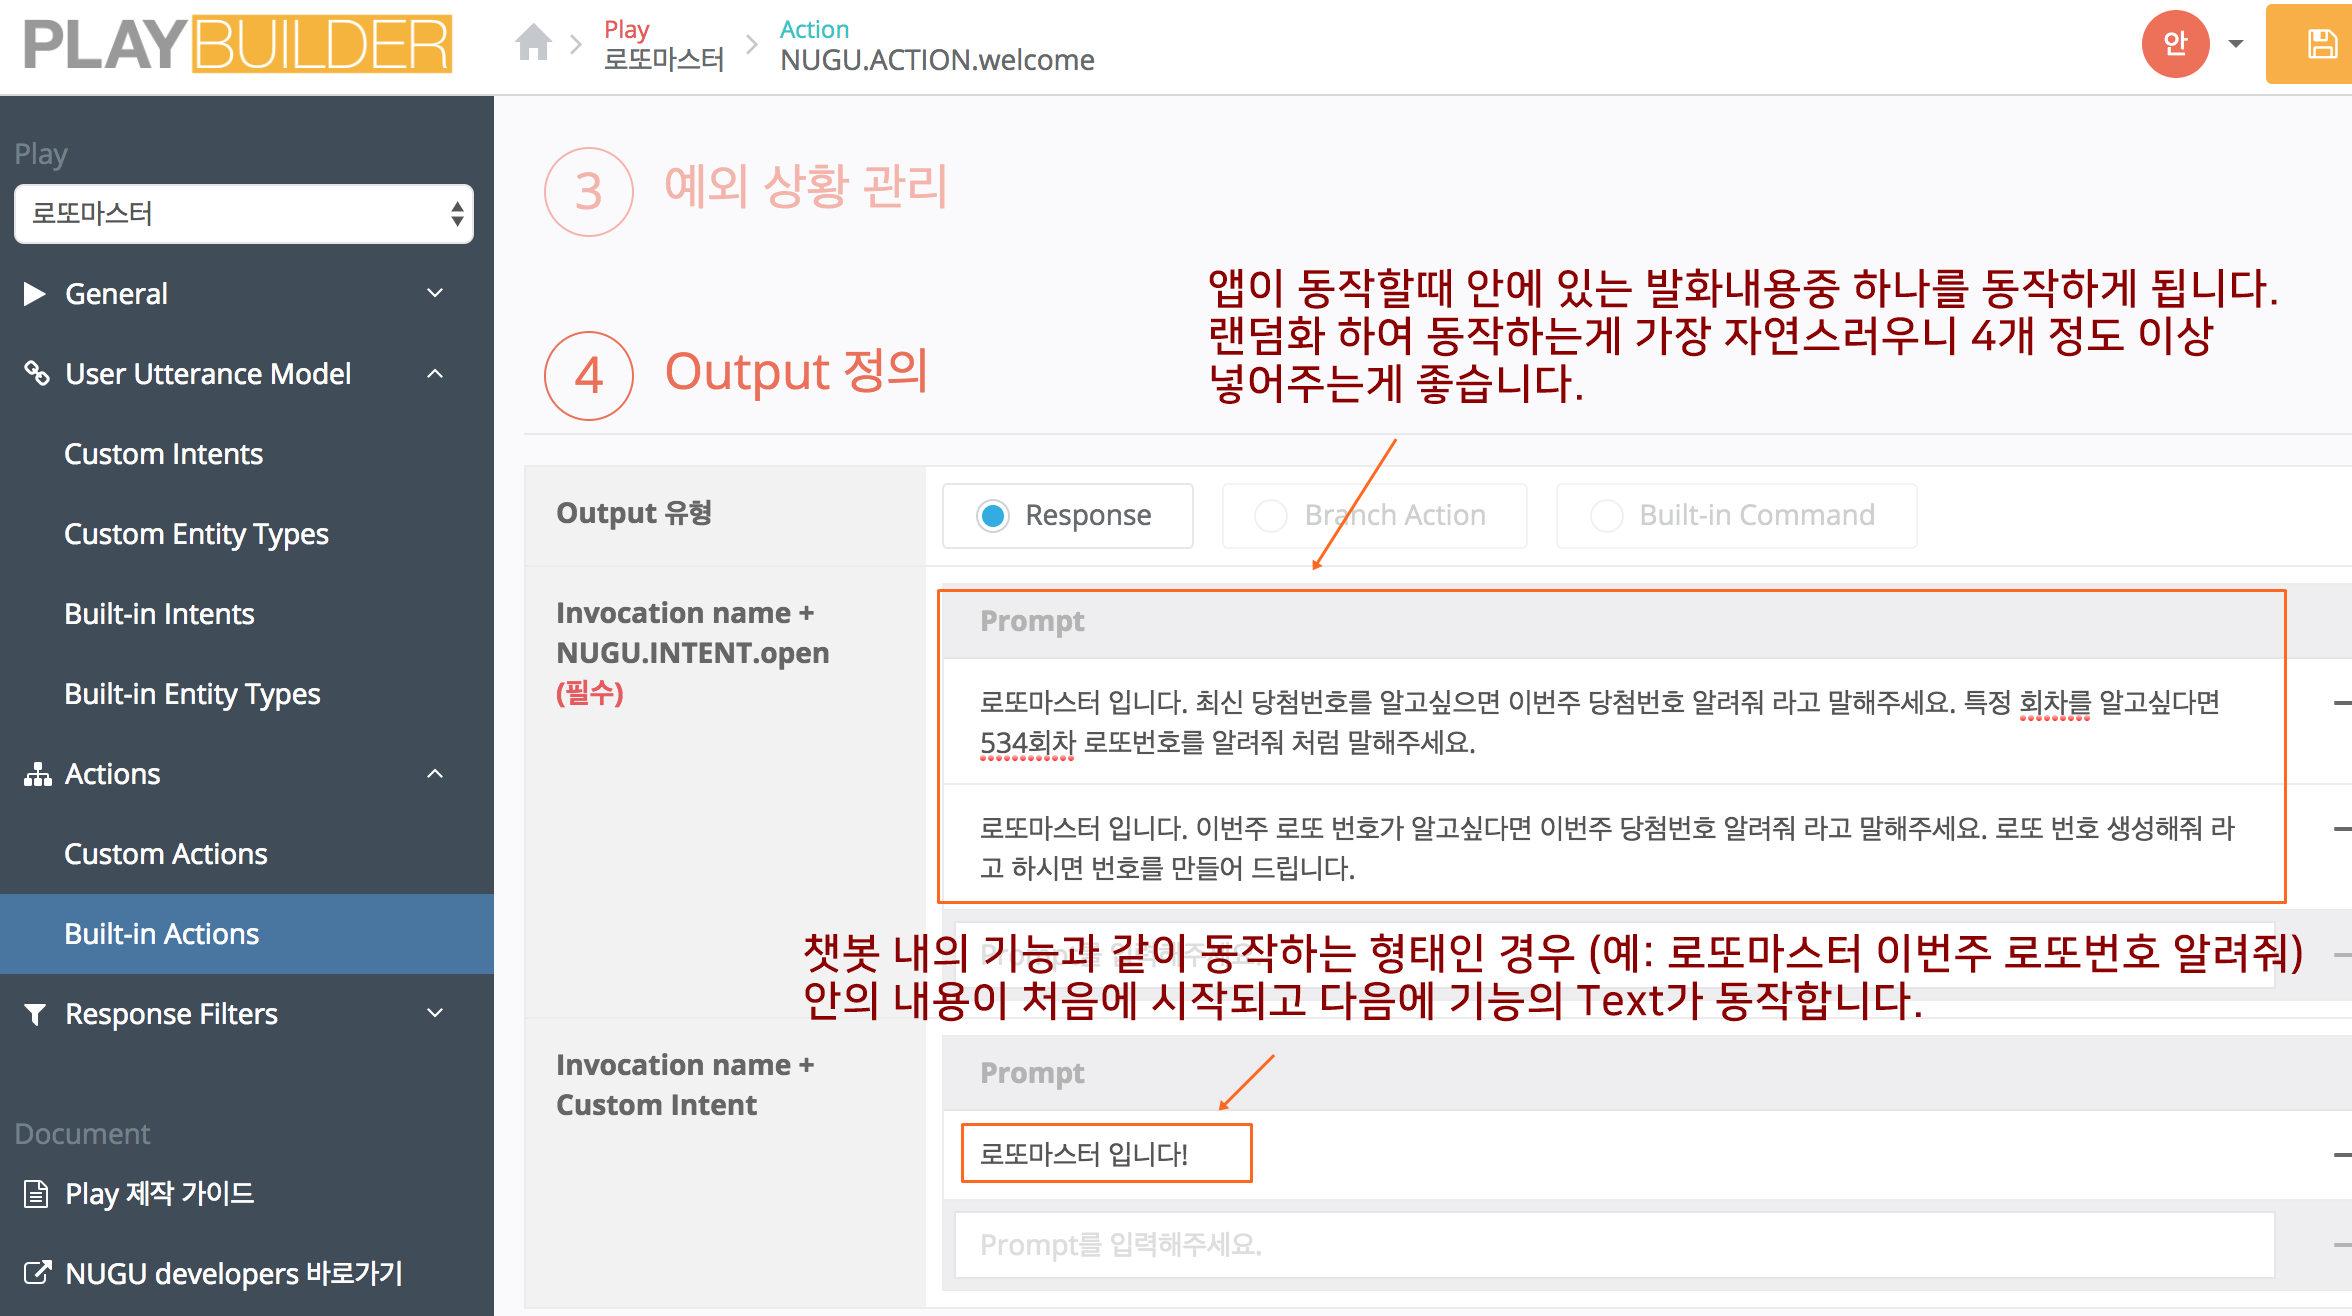 PLAYBUILDER
Play
로또마스터
Action
NUGU.ACTION.welcome
안
Play
로또마스터
General
User Utterance Model
Custom Intents
Custom Entity Types
Built-in Intents
Built-in Entity Types
Actions
Custom Actions
Built-in Actions
Response Filters
Document
Play 제작 가이드
NUGU developers 바로가기
3 예외 상황 관리
앱이 동작할때 안에 있는 발화내용중 하나를 동작하게 됩니다.
랜덤화 하여 동작하는게 가장 자연스러우니 4개 정도 이상
넣어주는게 좋습니다.
4 Output 정의
Output 유형
Response
Branch Action
Built-in Command
Invocation name +
NUGU.INTENT.open
(필수)
Prompt
로또마스터 입니다. 최신 당첨번호를 알고싶으면 이번주 당첨번호 알려줘 라고 말해주세요. 특정 회차를 알고싶다면
534회차 로또번호를 알려줘 처럼 말해주세요.
로또마스터 입니다. 이번주 로또 번호가 알고싶다면 이번주 당첨번호 알려줘 라고 말해주세요. 로또 번호 생성해줘 라
고 하시면 번호를 만들어 드립니다.
Prompt를 입력해주세요.
챗봇 내의 기능과 같이 동작하는 형태인 경우 (예: 로또마스터 이번주 로또번호 알려줘)
안의 내용이 처음에 시작되고 다음에 기능의 Text가 동작합니다.
Invocation name +
Custom Intent
Prompt
로또마스터 입니다!
Prompt를 입력해주세요.